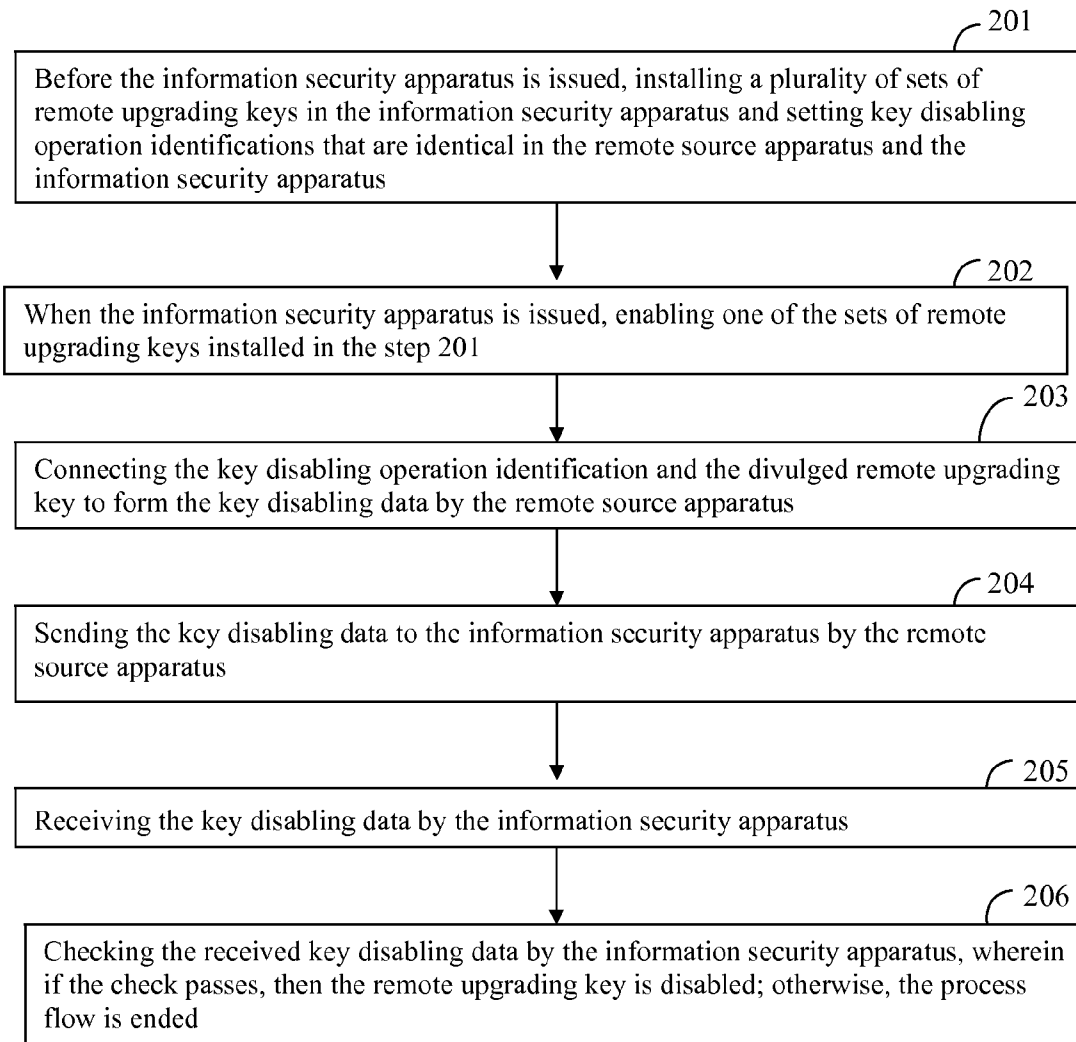 201
Before the information security apparatus is issued, installing a plurality of sets of
remote upgrading keys in the information security apparatus and setting key disabling
operation identifications that are identical in the remote source apparatus and the
information security apparatus
202
When the information security apparatus is issued, enabling one of the sets of remote
upgrading keys installed in the step 201
203
Connecting the key disabling operation identification and the divulged remote upgrading
key to form the key disabling data by the remote source apparatus
204
Sending the key disabling data to the information security apparatus by the remote
source apparatus
205
Receiving the key disabling data by the information security apparatus
206
Checking the received key disabling data by the information security apparatus, wherein
if the check passes, then the remote upgrading key is disabled; otherwise, the process
flow is ended